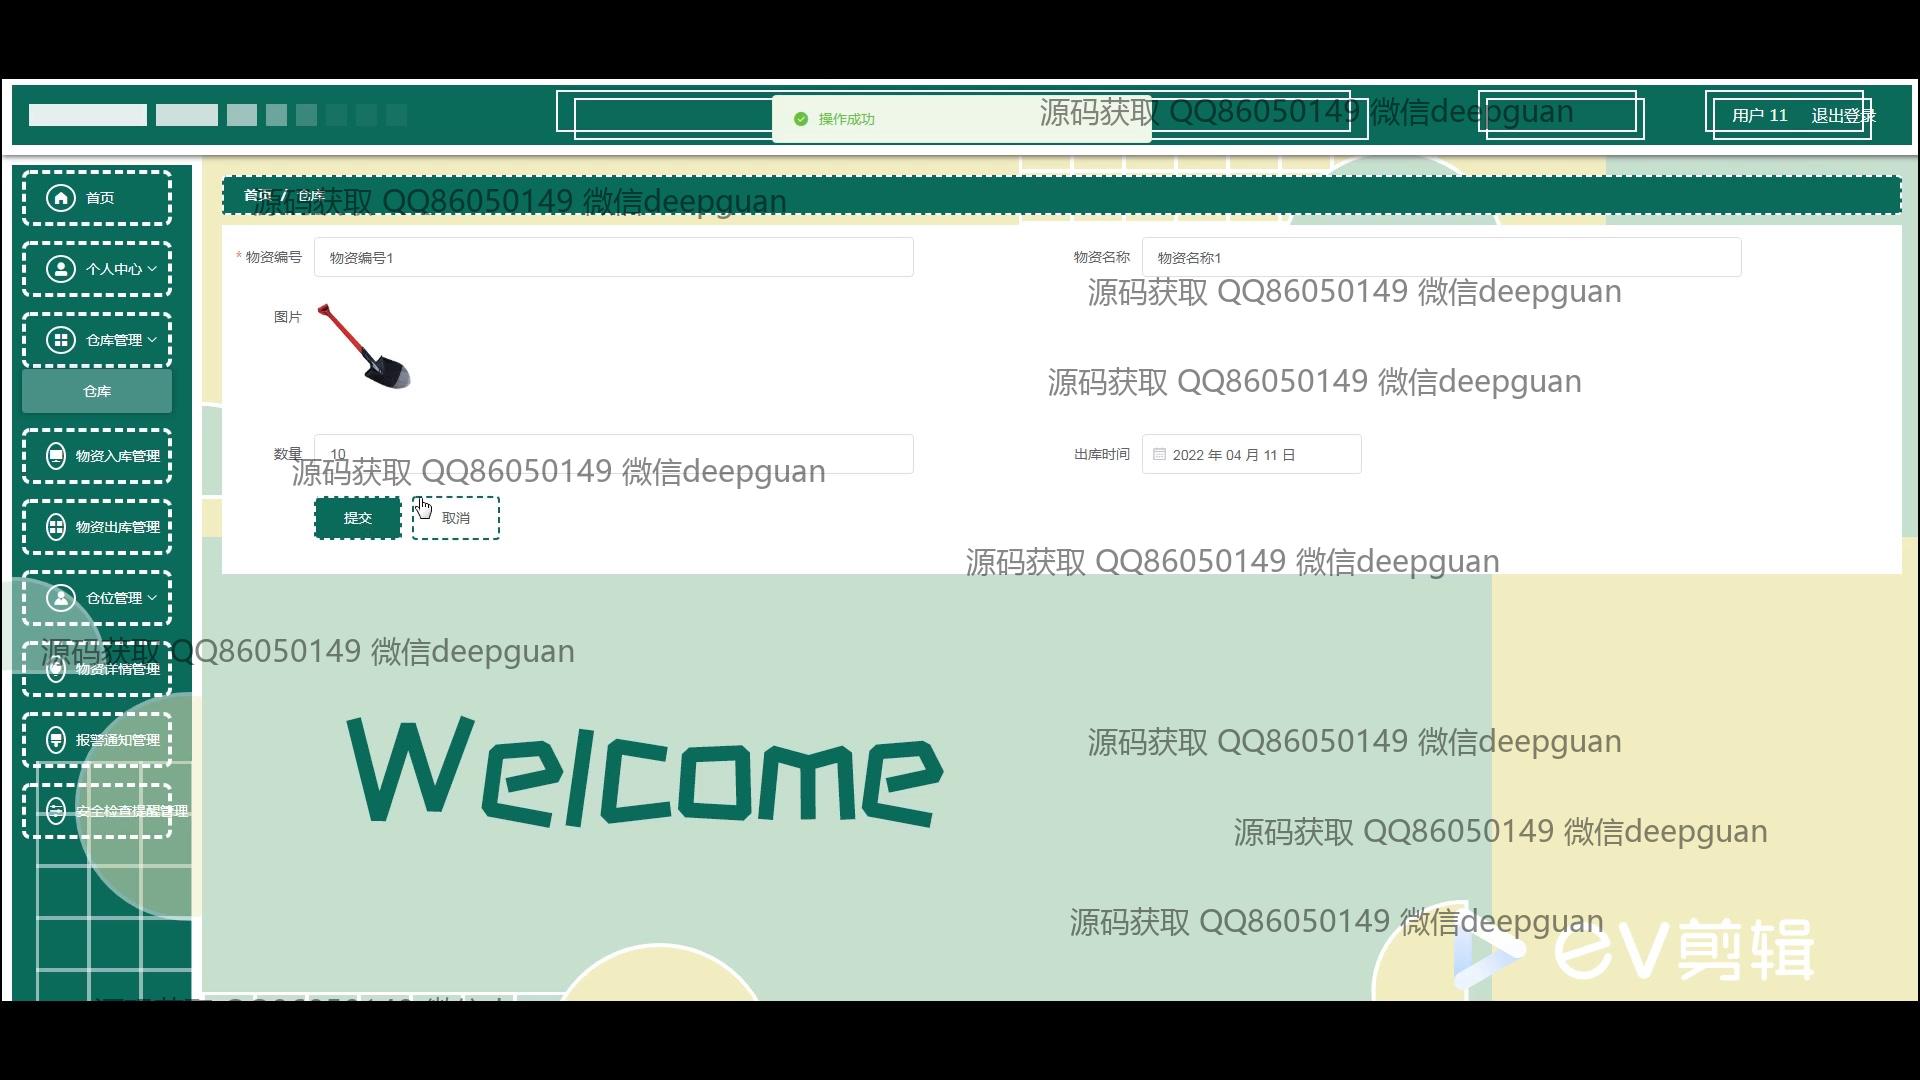 操作成功
源码获取 QQ86050149 微信deepguan
用户 11 退出登录
首页
首页 / 仓库
源码获取 QQ86050149 微信deepguan
* 物资编号 物资编号1
物资名称 物资名称1
个人中心
源码获取 QQ86050149 微信deepguan
图片
仓库管理
源码获取 QQ86050149 微信deepguan
仓库
数量 10
出库时间 2022 年 04 月 11 日
物资入库管理
源码获取 QQ86050149 微信deepguan
提交 取消
物资出库管理
源码获取 QQ86050149 微信deepguan
仓位管理
源码获取 QQ86050149 微信deepguan
物资详情管理
报警通知管理
源码获取 QQ86050149 微信deepguan
Welcome
安全检查提醒管理
源码获取 QQ86050149 微信deepguan
源码获取 QQ86050149 微信deepguan
ev剪辑